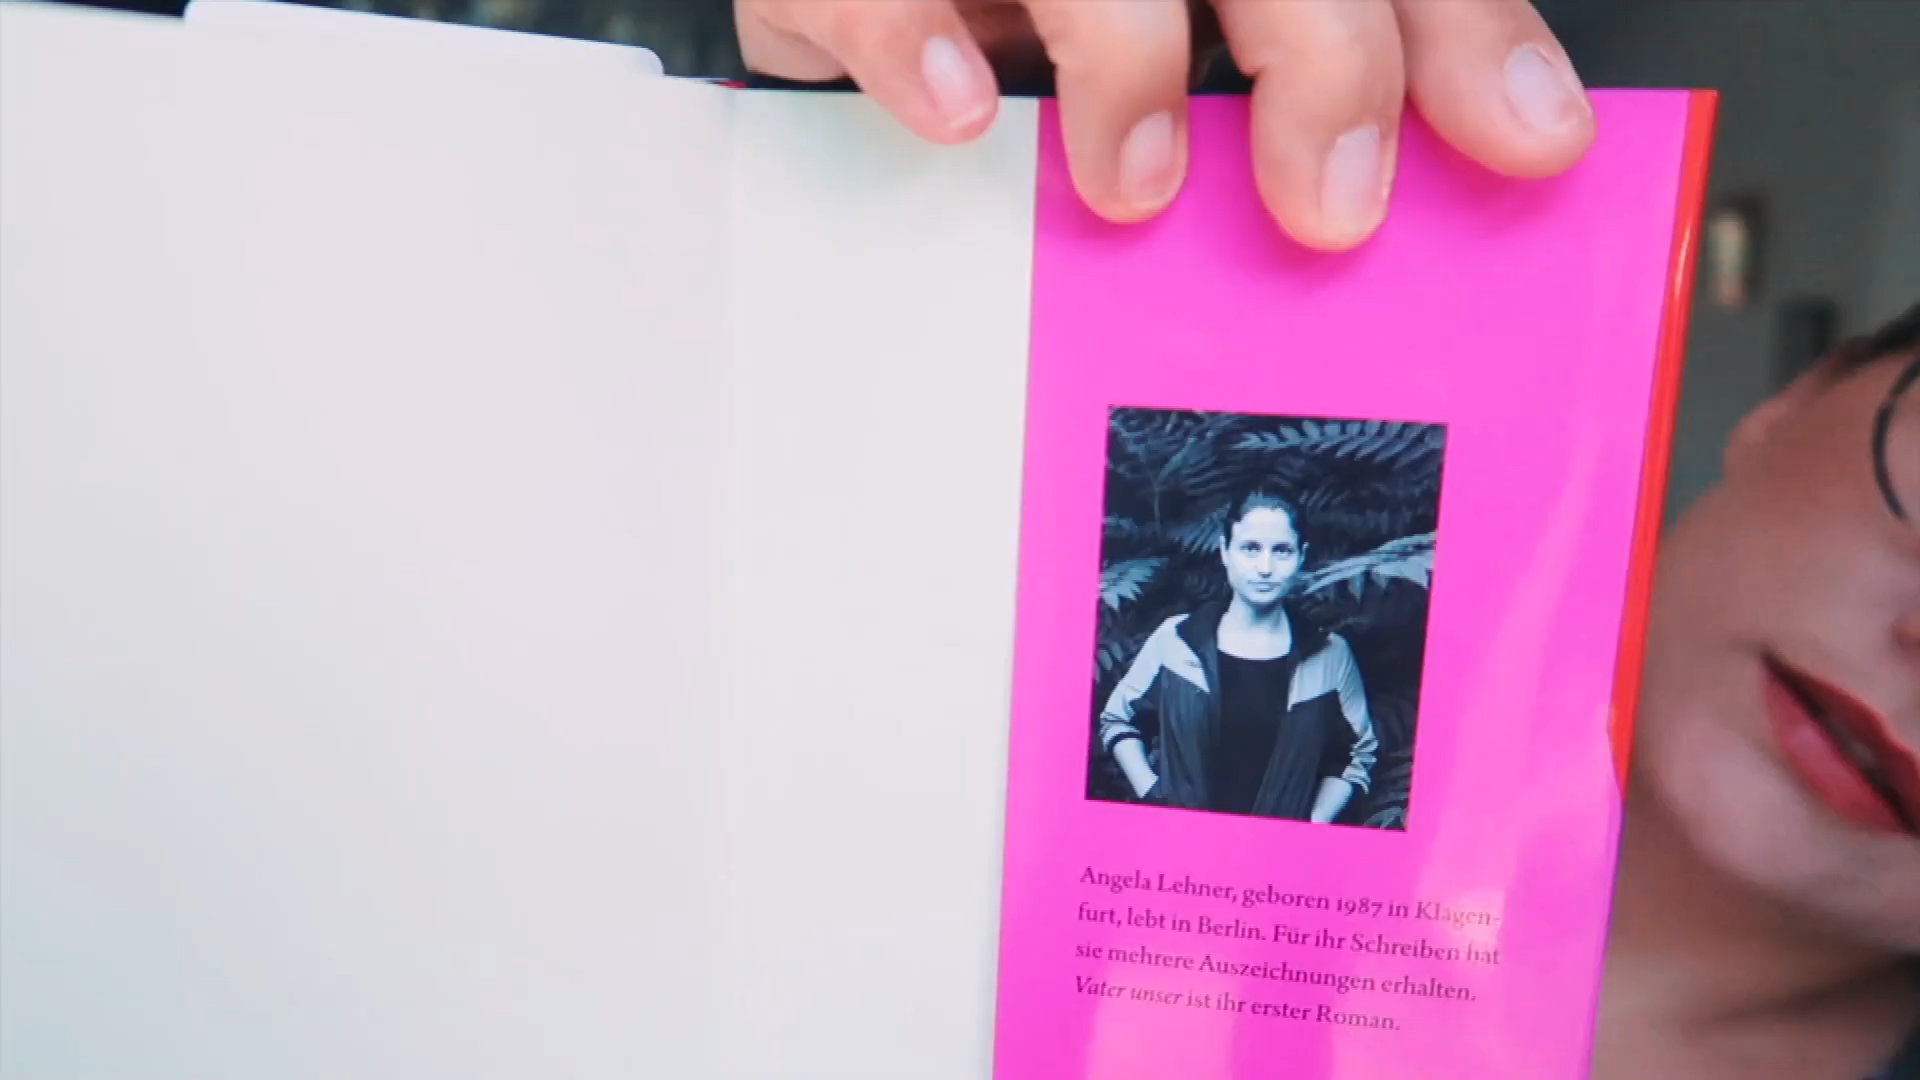 Angela Lehner, geboren 1987 in Klagen-
furt, lebt in Berlin. Für ihr Schreiben hat
sie mehrere Auszeichnungen erhalten.
Vater unser ist ihr erster Roman.